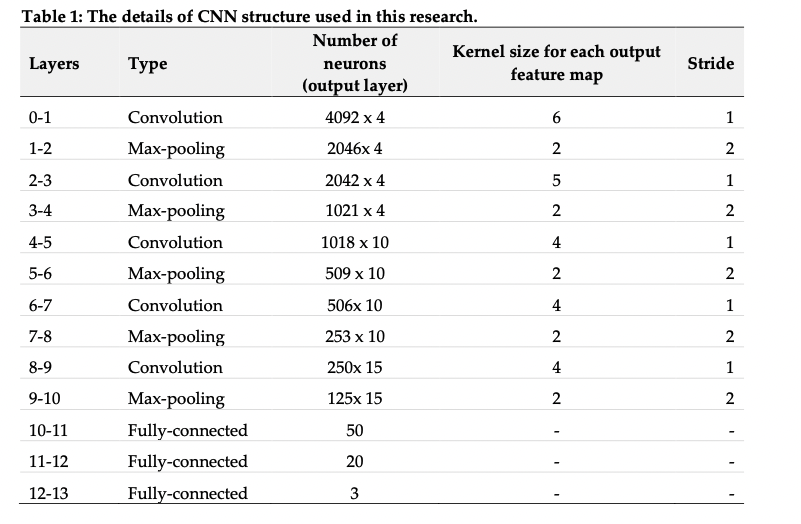 Table 1: The details of CNN structure used in this research.
Layers Type Number of neurons (output layer) Kernel size for each output feature map Stride
0-1 Convolution 4092 x 4 6 1
1-2 Max-pooling 2046x 4 2 2
2-3 Convolution 2042 x 4 5 1
3-4 Max-pooling 1021 x 4 2 2
4-5 Convolution 1018 x 10 4 1
5-6 Max-pooling 509 x 10 2 2
6-7 Convolution 506x 10 4 1
7-8 Max-pooling 253 x 10 2 2
8-9 Convolution 250x 15 4 1
9-10 Max-pooling 125x 15 2 2
10-11 Fully-connected 50 - -
11-12 Fully-connected 20 - -
12-13 Fully-connected 3 - -